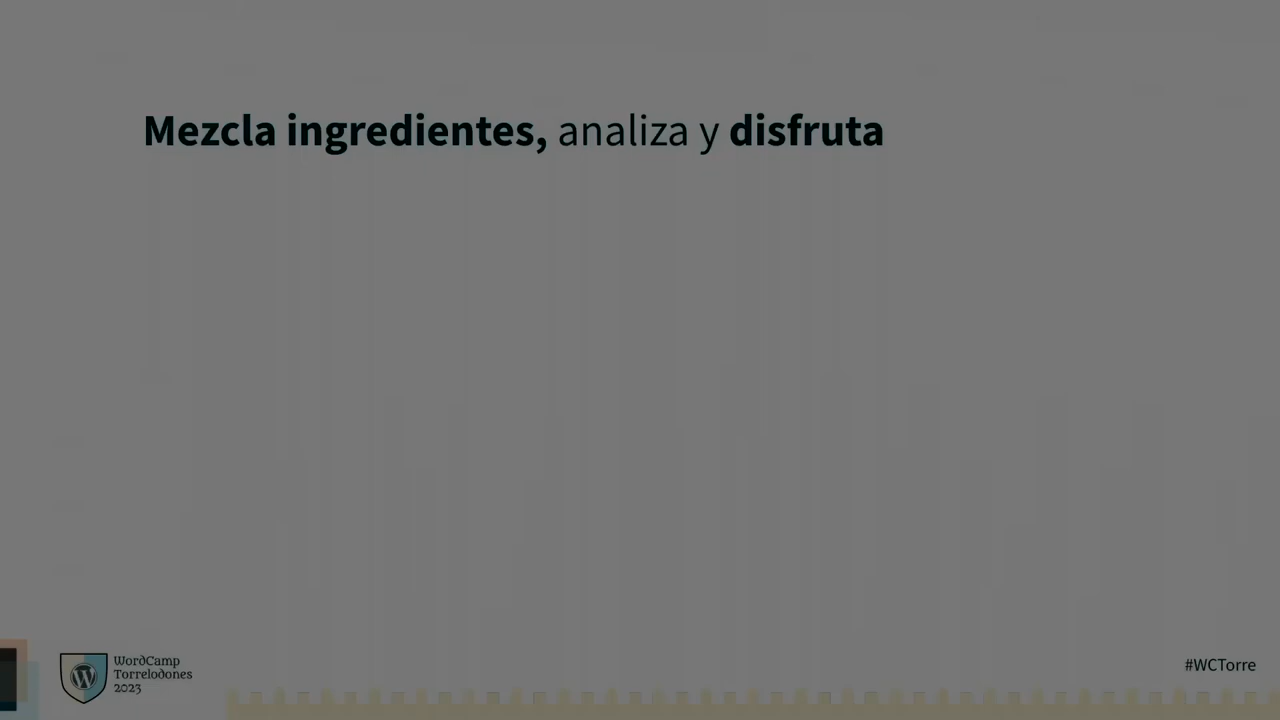 Mezcla ingredientes, analiza y disfruta
WordCamp
Torrelodones
2023
#WCTorre